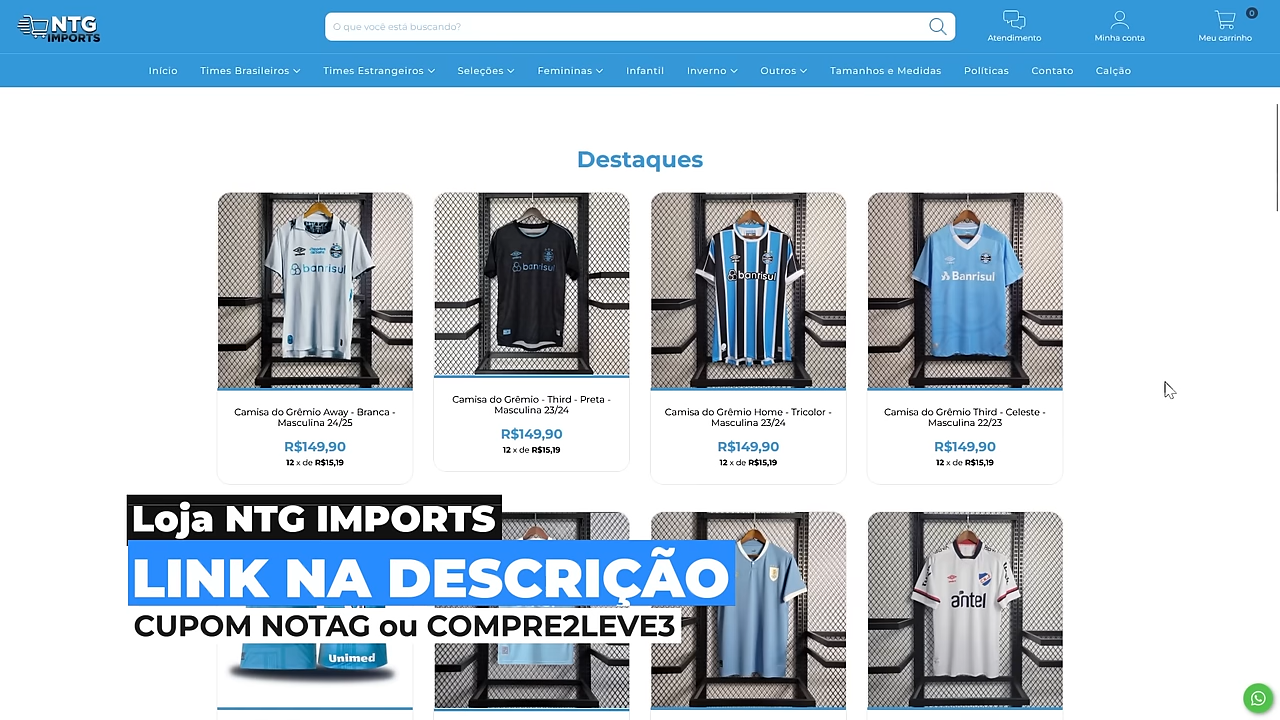 NTG
IMPORTS
O que você está buscando?
Atendimento
Minha conta
0
Meu carrinho
Início
Times Brasileiros
Times Estrangeiros
Seleções
Femininas
Infantil
Inverno
Outros
Tamanhos e Medidas
Políticas
Contato
Calção
Destaques
banrisul
banrisul
banrisul
Banrisul
Camisa do Grêmio Away - Branca -
Masculina 24/25
R$149,90
12 x de R$15,19
Camisa do Grêmio - Third - Preta -
Masculina 23/24
R$149,90
12 x de R$15,19
Camisa do Grêmio Home - Tricolor -
Masculina 23/24
R$149,90
12 x de R$15,19
Camisa do Grêmio Third - Celeste -
Masculina 22/23
R$149,90
12 x de R$15,19
Loja NTG IMPORTS
LINK NA DESCRIÇÃO
CUPOM NOTAG ou COMPRE2LEVE3
Unimed
antel